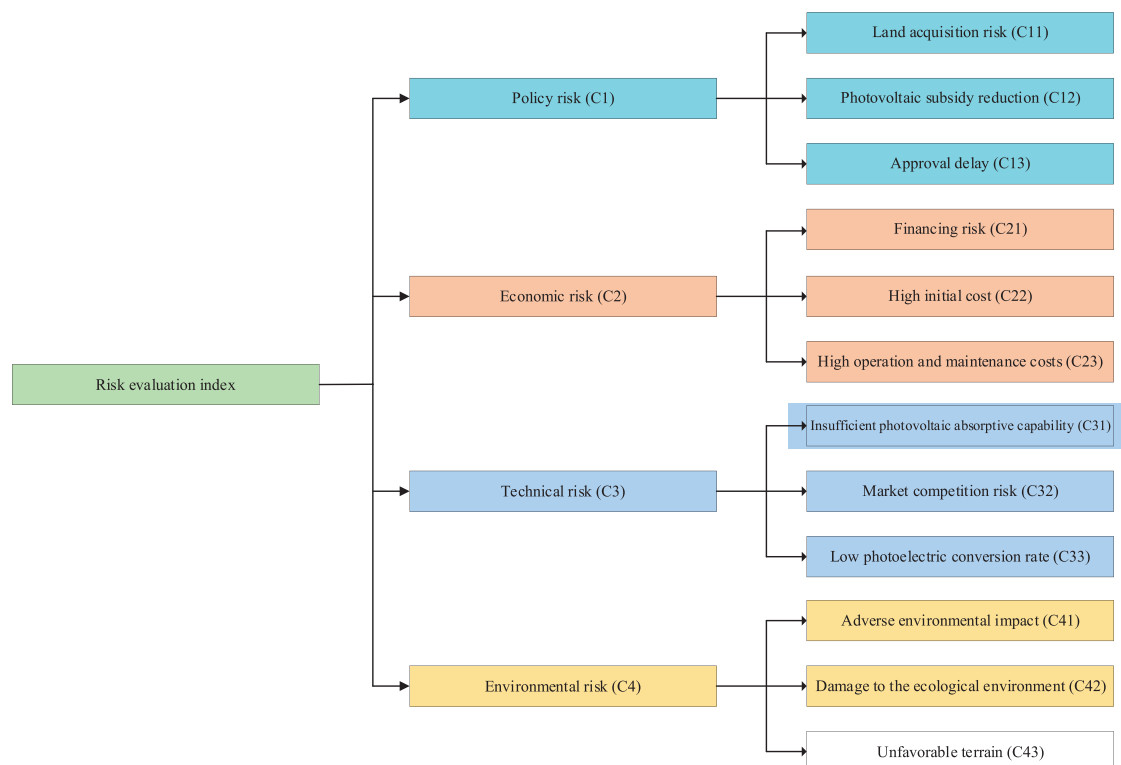 Risk evaluation index
Policy risk (C1)
Land acquisition risk (C11)
Photovoltaic subsidy reduction (C12)
Approval delay (C13)
Economic risk (C2)
Financing risk (C21)
High initial cost (C22)
High operation and maintenance costs (C23)
Technical risk (C3)
Insufficient photovoltaic absorptive capability (C31)
Market competition risk (C32)
Low photoelectric conversion rate (C33)
Environmental risk (C4)
Adverse environmental impact (C41)
Damage to the ecological environment (C42)
Unfavorable terrain (C43)